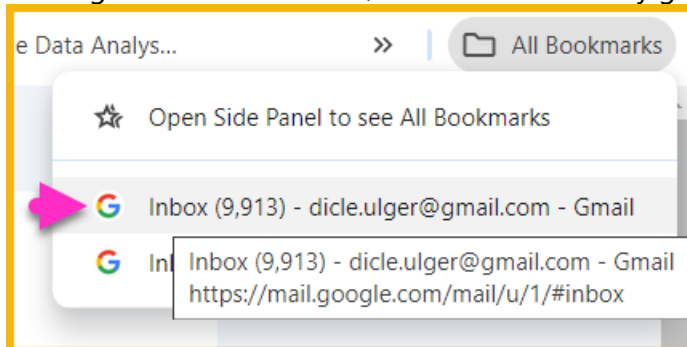 e Data Analys... » All Bookmarks
Open Side Panel to see All Bookmarks
Inbox (9,913) - dicle.ulger@gmail.com - Gmail
Inbox (9,913) - dicle.ulger@gmail.com - Gmail
https://mail.google.com/mail/u/1/#inbox